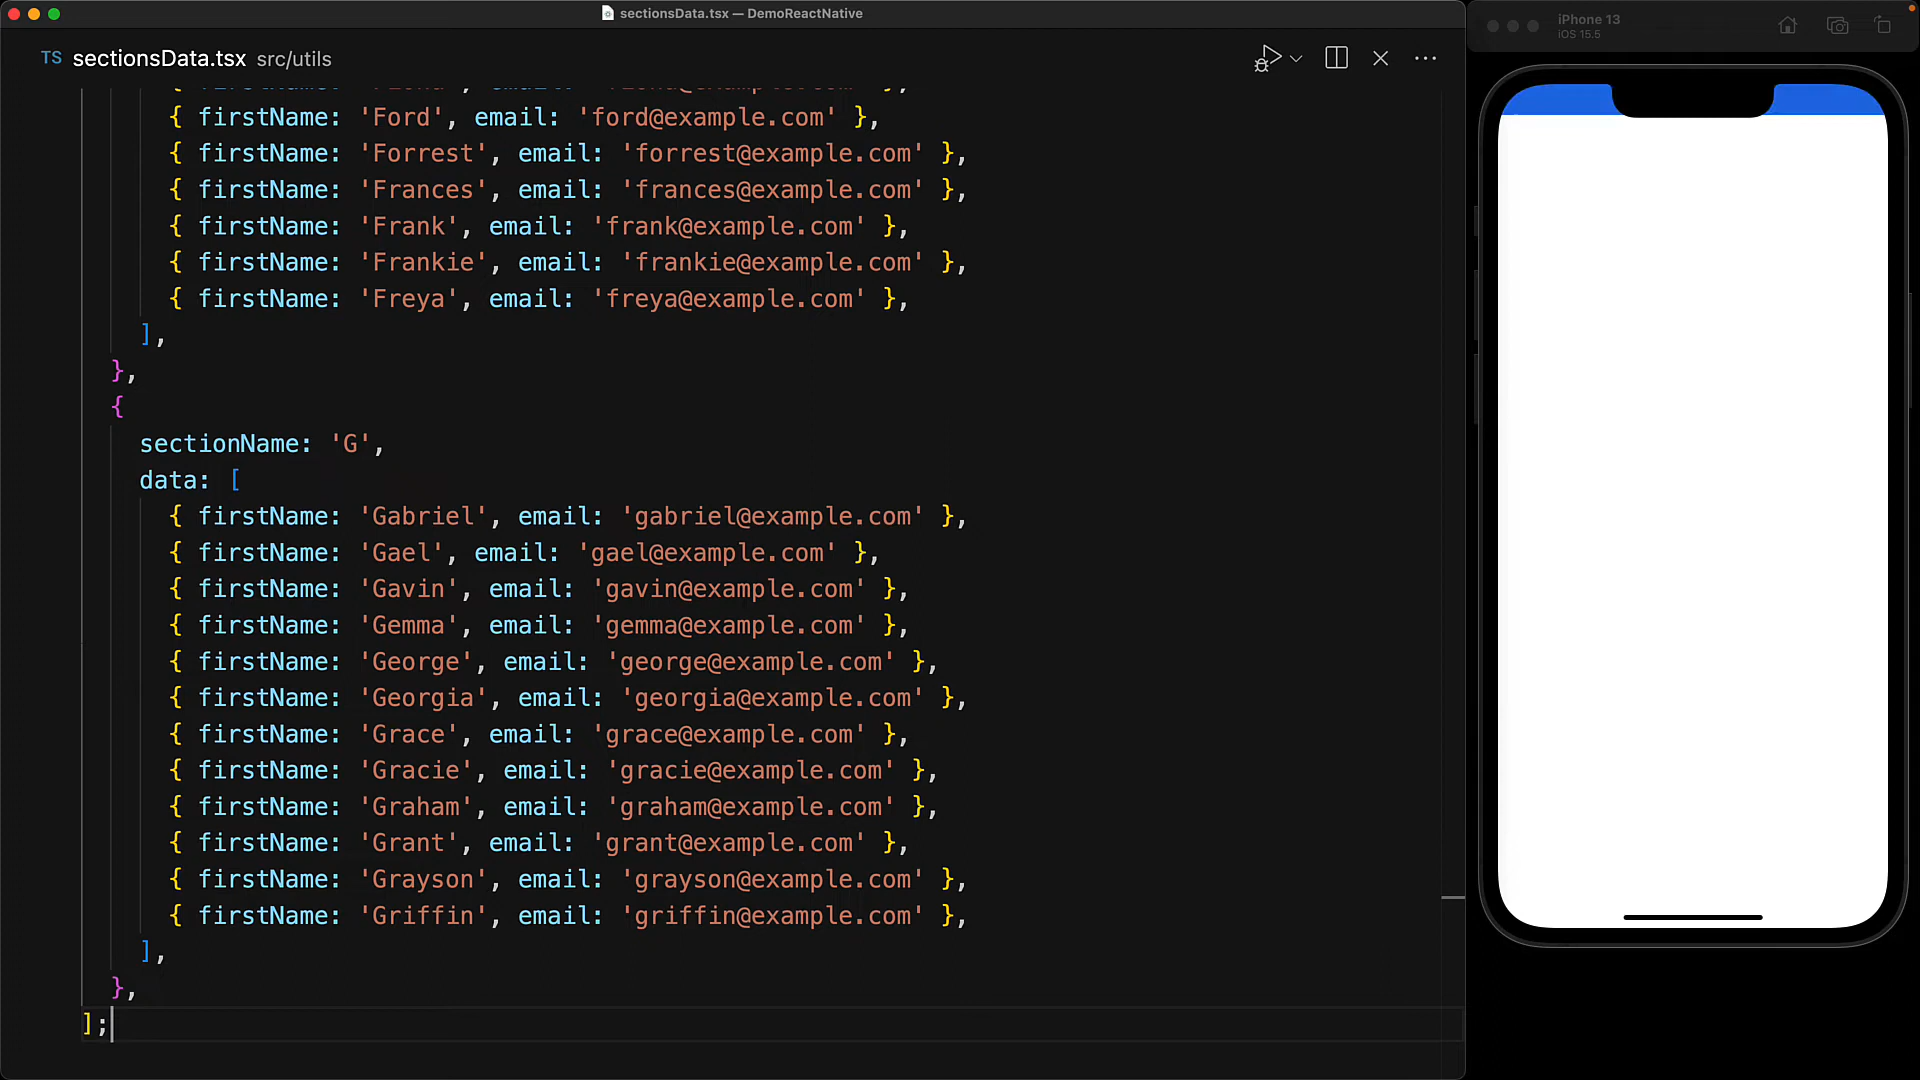 sectionsData.tsx — DemoReactNative
TS sectionsData.tsx src/utils
{ firstName: 'Ford', email: 'ford@example.com' },
{ firstName: 'Forrest', email: 'forrest@example.com' },
{ firstName: 'Frances', email: 'frances@example.com' },
{ firstName: 'Frank', email: 'frank@example.com' },
{ firstName: 'Frankie', email: 'frankie@example.com' },
{ firstName: 'Freya', email: 'freya@example.com' },
],
},
{
sectionName: 'G',
data: [
{ firstName: 'Gabriel', email: 'gabriel@example.com' },
{ firstName: 'Gael', email: 'gael@example.com' },
{ firstName: 'Gavin', email: 'gavin@example.com' },
{ firstName: 'Gemma', email: 'gemma@example.com' },
{ firstName: 'George', email: 'george@example.com' },
{ firstName: 'Georgia', email: 'georgia@example.com' },
{ firstName: 'Grace', email: 'grace@example.com' },
{ firstName: 'Gracie', email: 'gracie@example.com' },
{ firstName: 'Graham', email: 'graham@example.com' },
{ firstName: 'Grant', email: 'grant@example.com' },
{ firstName: 'Grayson', email: 'grayson@example.com' },
{ firstName: 'Griffin', email: 'griffin@example.com' },
],
},
];
iPhone 13
iOS 15.5